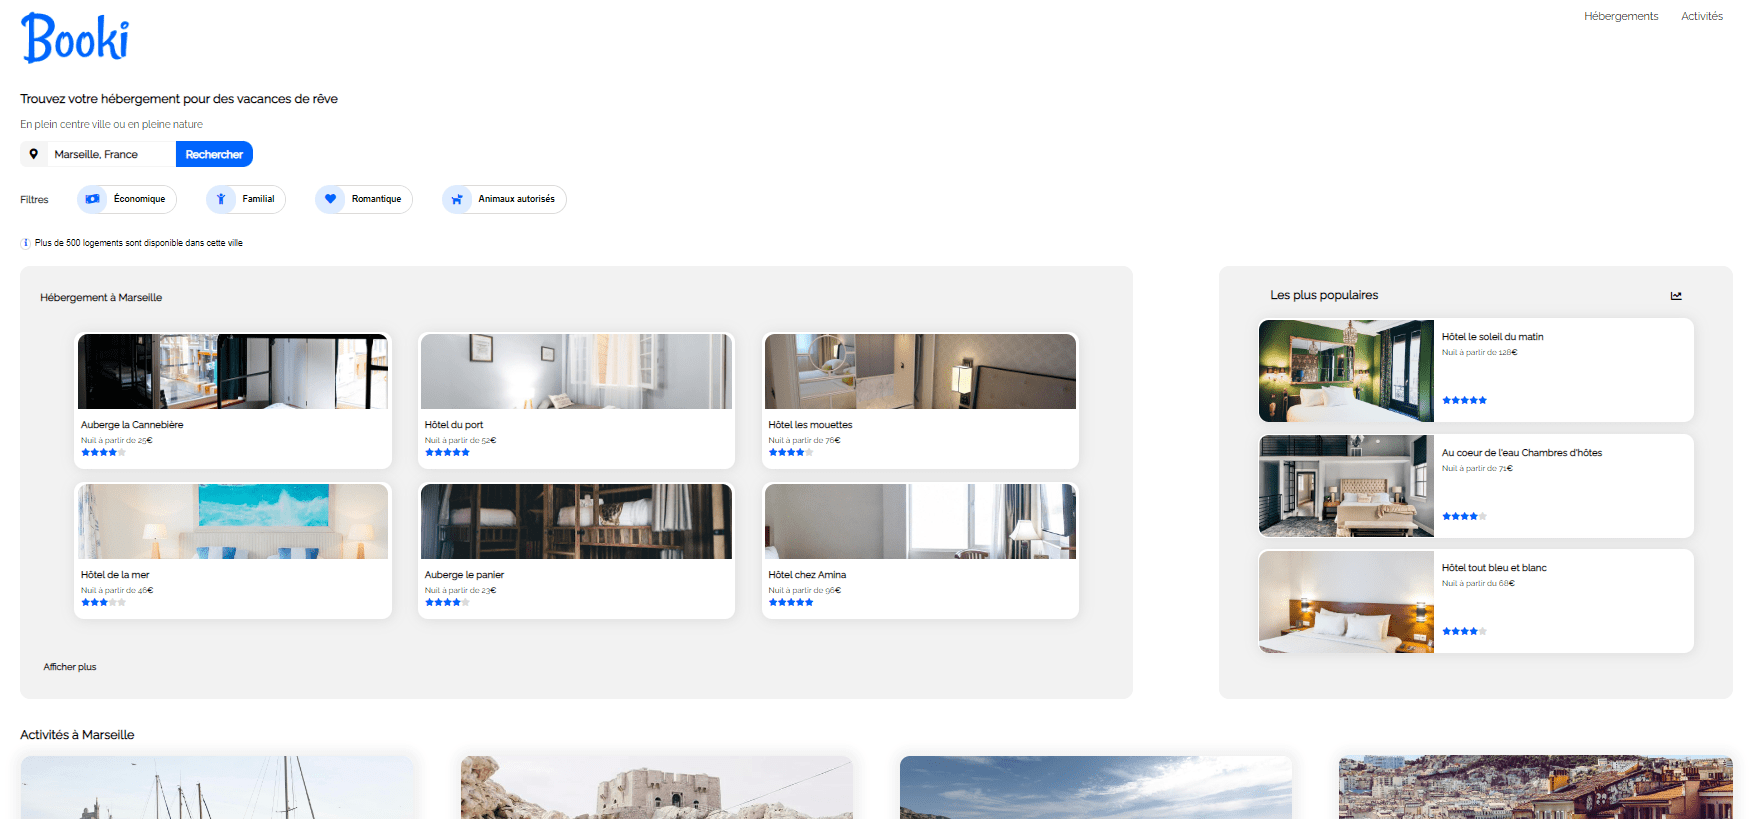 Booki
Hébergements
Activités
Trouvez votre hébergement pour des vacances de rêve
En plein centre ville ou en pleine nature
Marseille, France
Rechercher
Filtres
Économique
Familial
Romantique
Animaux autorisés
Plus de 500 logements sont disponible dans cette ville
Hébergement à Marseille
Auberge la Cannebière
Nuit à partir de 25€
Hôtel du port
Nuit à partir de 52€
Hôtel les mouettes
Nuit à partir de 76€
Hôtel de la mer
Nuit à partir de 46€
Auberge le panier
Nuit à partir de 23€
Hôtel chez Amina
Nuit à partir de 96€
Afficher plus
Les plus populaires
Hôtel le soleil du matin
Nuit à partir de 128€
Au coeur de l'eau Chambres d'hôtes
Nuit à partir de 71€
Hôtel tout bleu et blanc
Nuit à partir du 68€
Activités à Marseille